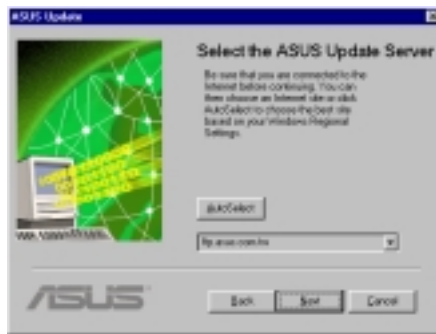 ASUS Update
Select the ASUS Update Server
Be sure that you are connected to the
Internet before continuing. You can
then choose an Internet site or click
AutoSelect to choose the best site
based on your Windows Regional
Settings.
AutoSelect
ftp.asus.com.tw
ASUS
Back
Next
Cancel